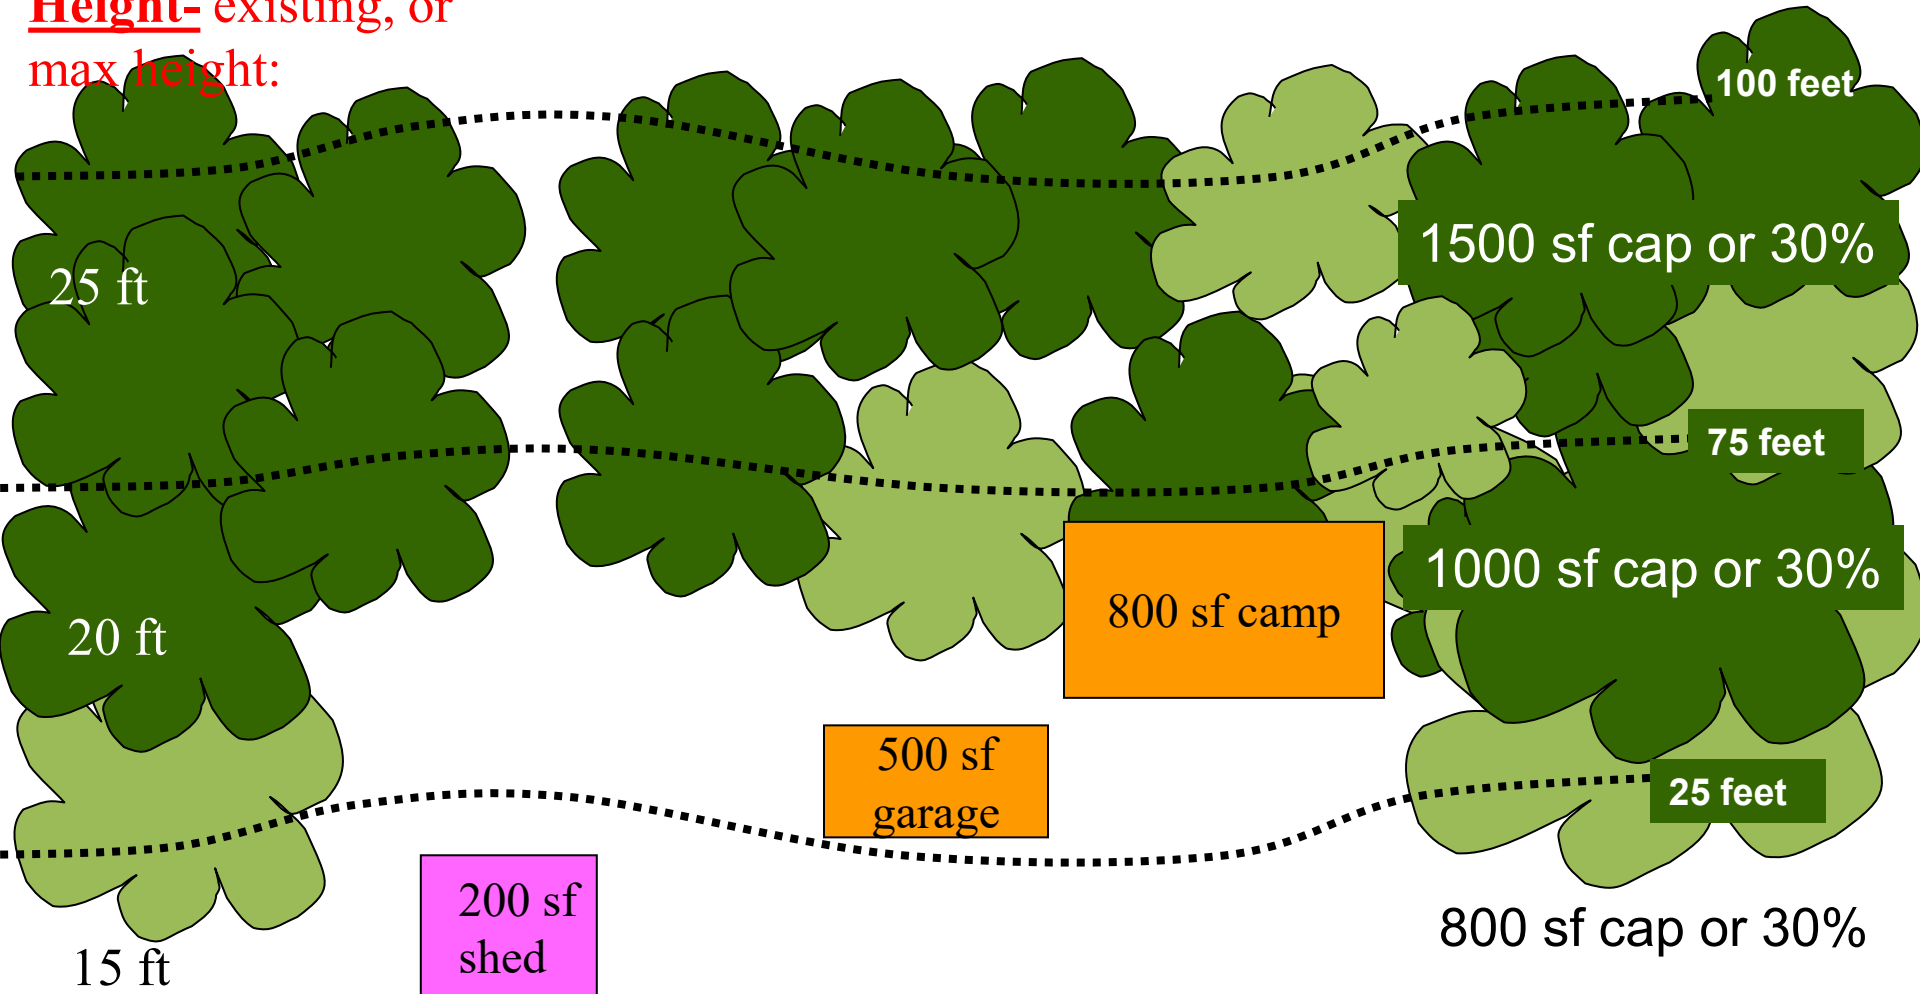 Height- existing, or
max height:
100 feet
1500 sf cap or 30%
25 ft
75 feet
1000 sf cap or 30%
800 sf camp
20 ft
500 sf
garage
25 feet
200 sf
shed
800 sf cap or 30%
15 ft